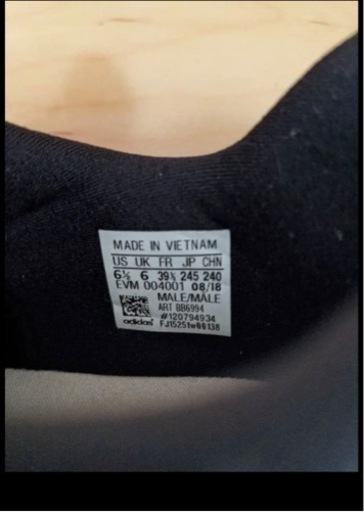 MADE IN VIETNAM
US UK FR JP CHN
6½ 6 39⅓ 245 240
EVM 004001 08/18
MALE/MALE
ART BB6994
#120794934
adidas FJ15251w00138